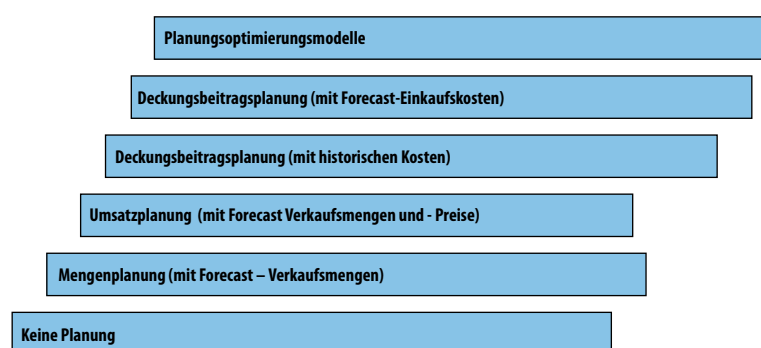 Planungsoptimierungsmodelle
Deckungsbeitragsplanung (mit Forecast-Einkaufskosten)
Deckungsbeitragsplanung (mit historischen Kosten)
Umsatzplanung (mit Forecast Verkaufsmengen und - Preise)
Mengenplanung (mit Forecast – Verkaufsmengen)
Keine Planung